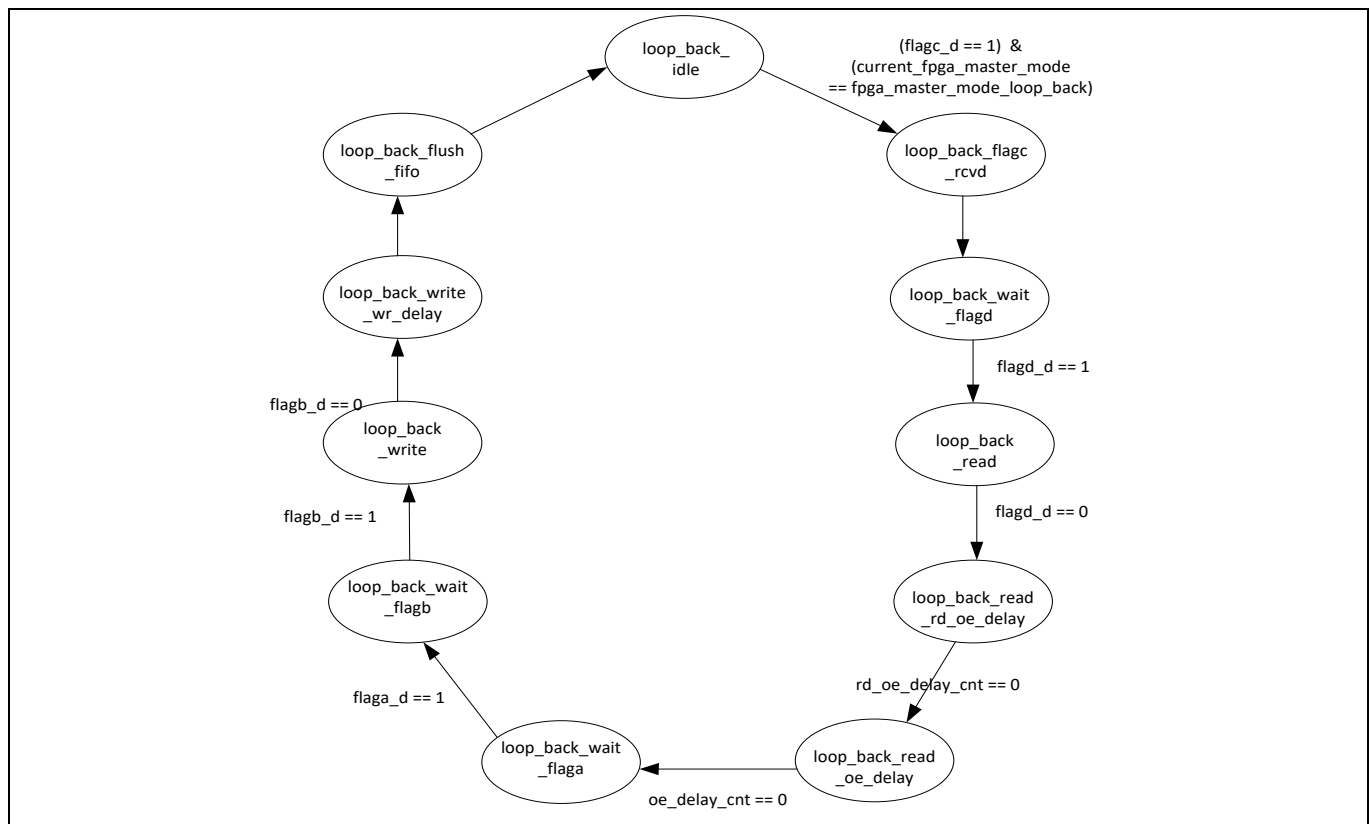 loop_back_
idle
(flagc_d == 1) &
(current_fpga_master_mode
== fpga_master_mode_loop_back)
loop_back_flagc
_rcvd
loop_back_wait
_flagd
flagd_d == 1
loop_back
_read
flagd_d == 0
loop_back_read
_rd_oe_delay
rd_oe_delay_cnt == 0
loop_back_read
_oe_delay
oe_delay_cnt == 0
loop_back_wait
_flaga
flaga_d == 1
loop_back_wait
_flagb
flagb_d == 1
loop_back
_write
flagb_d == 0
loop_back_write
_wr_delay
loop_back_flush
_fifo